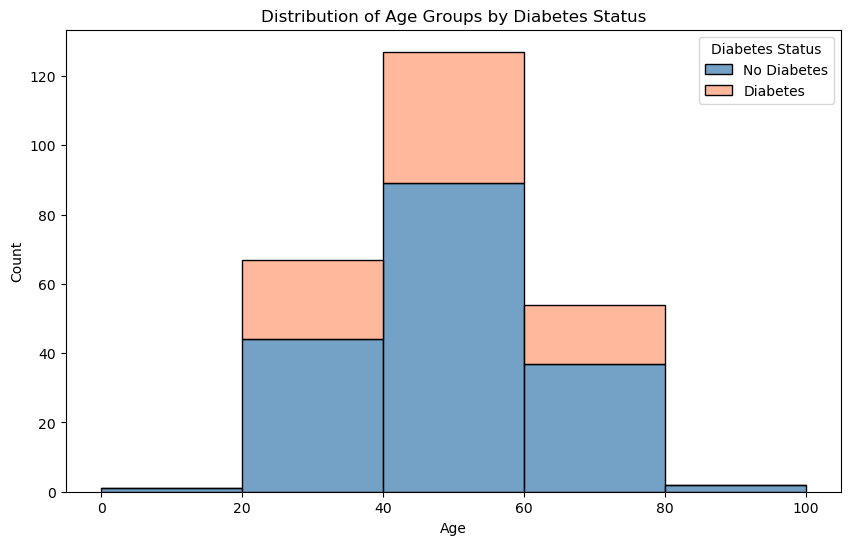 Distribution of Age Groups by Diabetes Status
Diabetes Status
No Diabetes
Diabetes
120
100
80
60
40
20
0
Count
0 20 40 60 80 100
Age